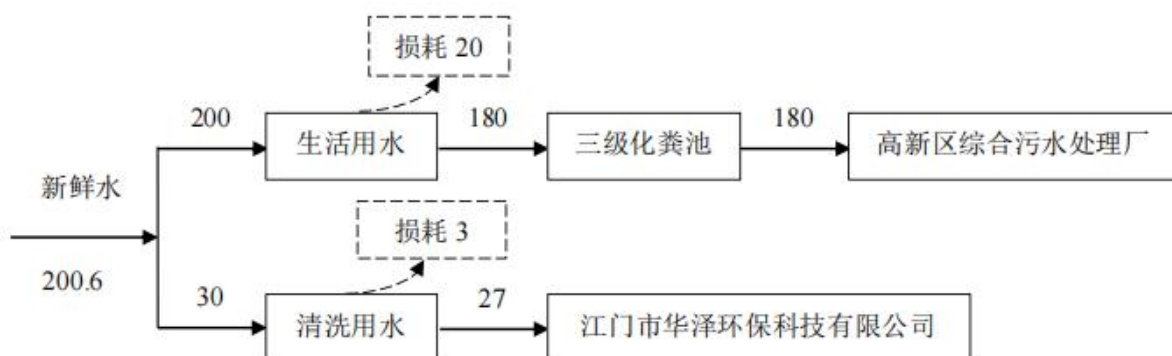 损耗 20
200
生活用水
180
三级化粪池
180
高新区综合污水处理厂
新鲜水
200.6
损耗 3
30
清洗用水
27
江门市华泽环保科技有限公司